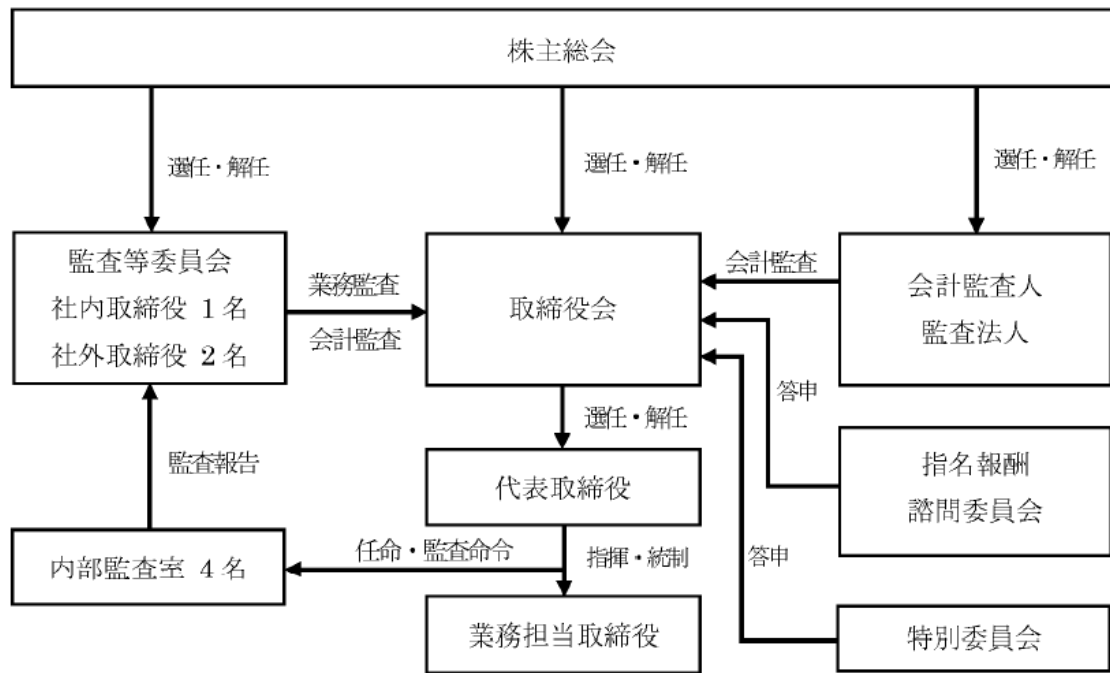 株主総会
選任・解任
選任・解任
選任・解任
監査等委員会
社内取締役 1名
社外取締役 2名
業務監査
会計監査
取締役会
会計監査
会計監査人
監査法人
答申
選任・解任
監査報告
代表取締役
指名報酬
諮問委員会
内部監査室 4名
任命・監査命令
指揮・統制
答申
業務担当取締役
特別委員会